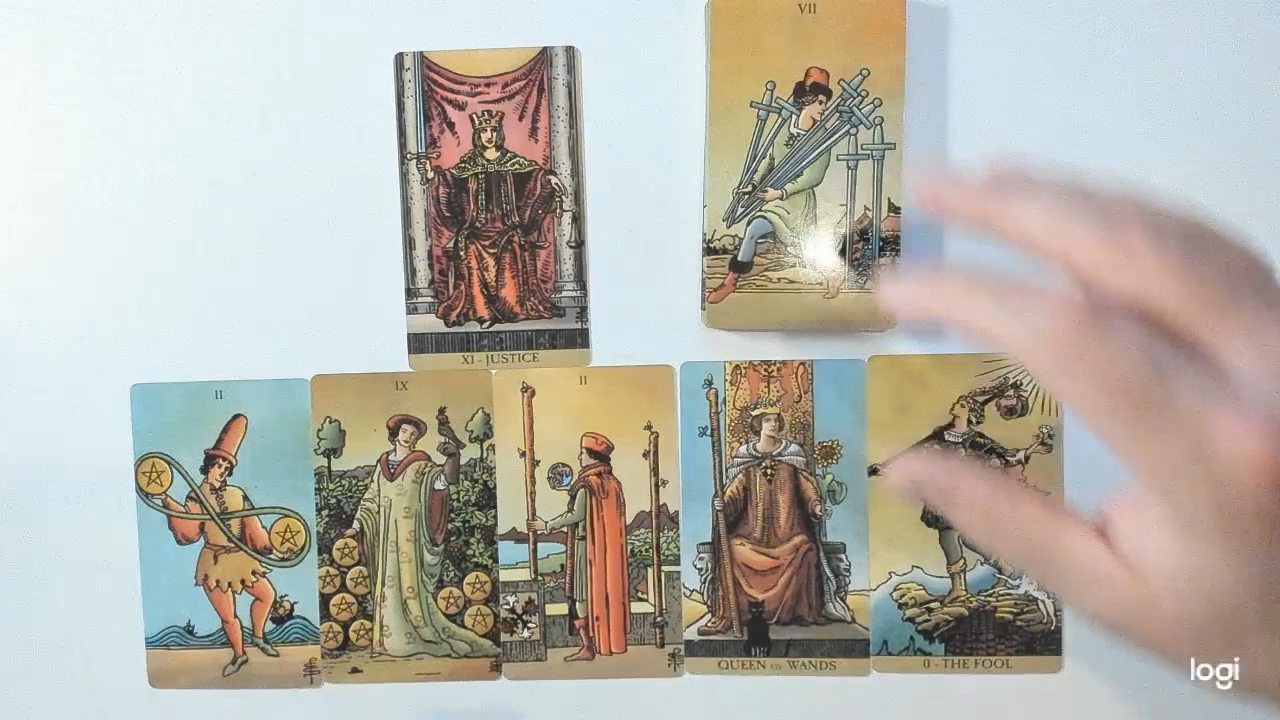 VII
XI - JUSTICE
II
IX
II
QUEEN OF WANDS
0 - THE FOOL
logi